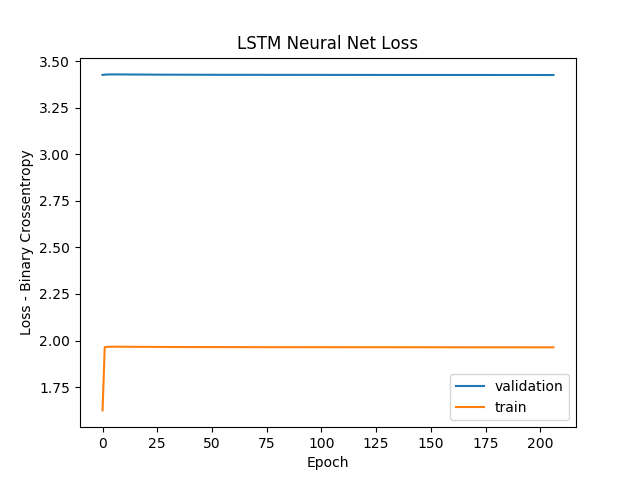 LSTM Neural Net Loss
3.50
3.25
3.00
2.75
2.50
2.25
2.00
1.75
Loss - Binary Crossentropy
validation
train
0 25 50 75 100 125 150 175 200
Epoch